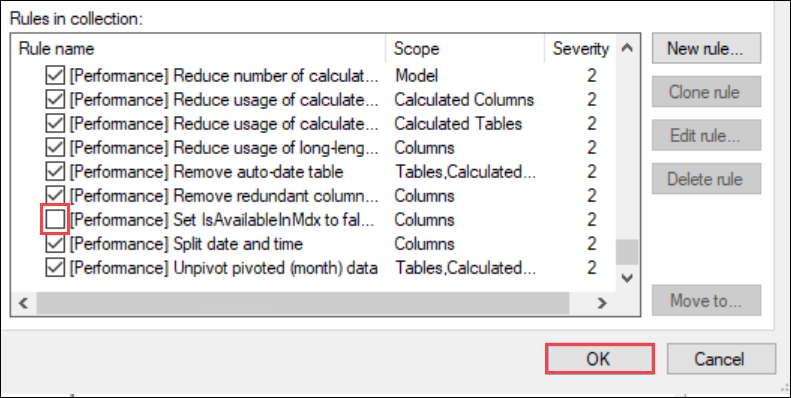 Rules in collection:
Rule name Scope Severity
[Performance] Reduce number of calculat... Model 2
[Performance] Reduce usage of calculate... Calculated Columns 2
[Performance] Reduce usage of calculate... Calculated Tables 2
[Performance] Reduce usage of long-leng... Columns 2
[Performance] Remove auto-date table Tables,Calculated... 2
[Performance] Remove redundant column... Columns 2
[Performance] Set IsAvailableInMdx to fal... Columns 2
[Performance] Split date and time Columns 2
[Performance] Unpivot pivoted (month) data Tables,Calculated... 2
New rule...
Clone rule
Edit rule...
Delete rule
Move to...
OK Cancel